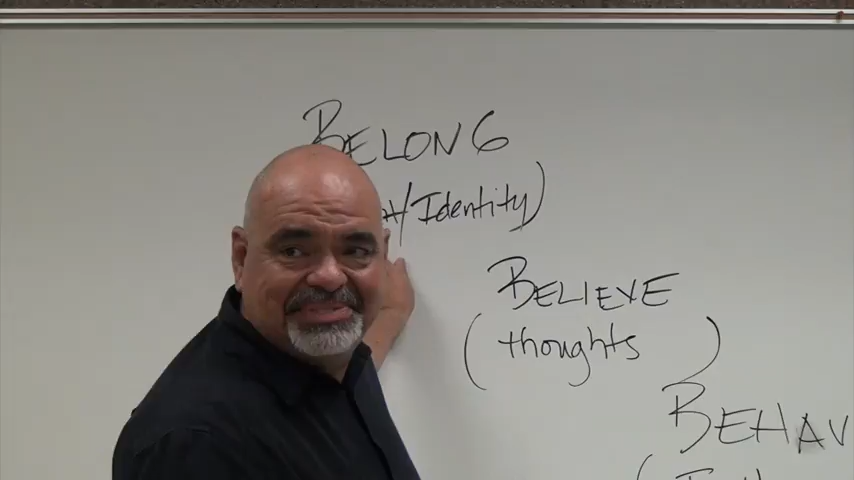 BELONG
/Identity)
BELIEVE
(thoughts)
BEHAV